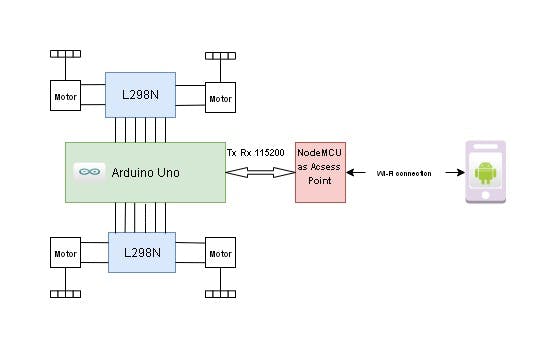 Motor
L298N
Motor
Arduino Uno
Tx Rx 115200
NodeMCU
as Acsess
Point
Wi-Fi connection
Motor
L298N
Motor